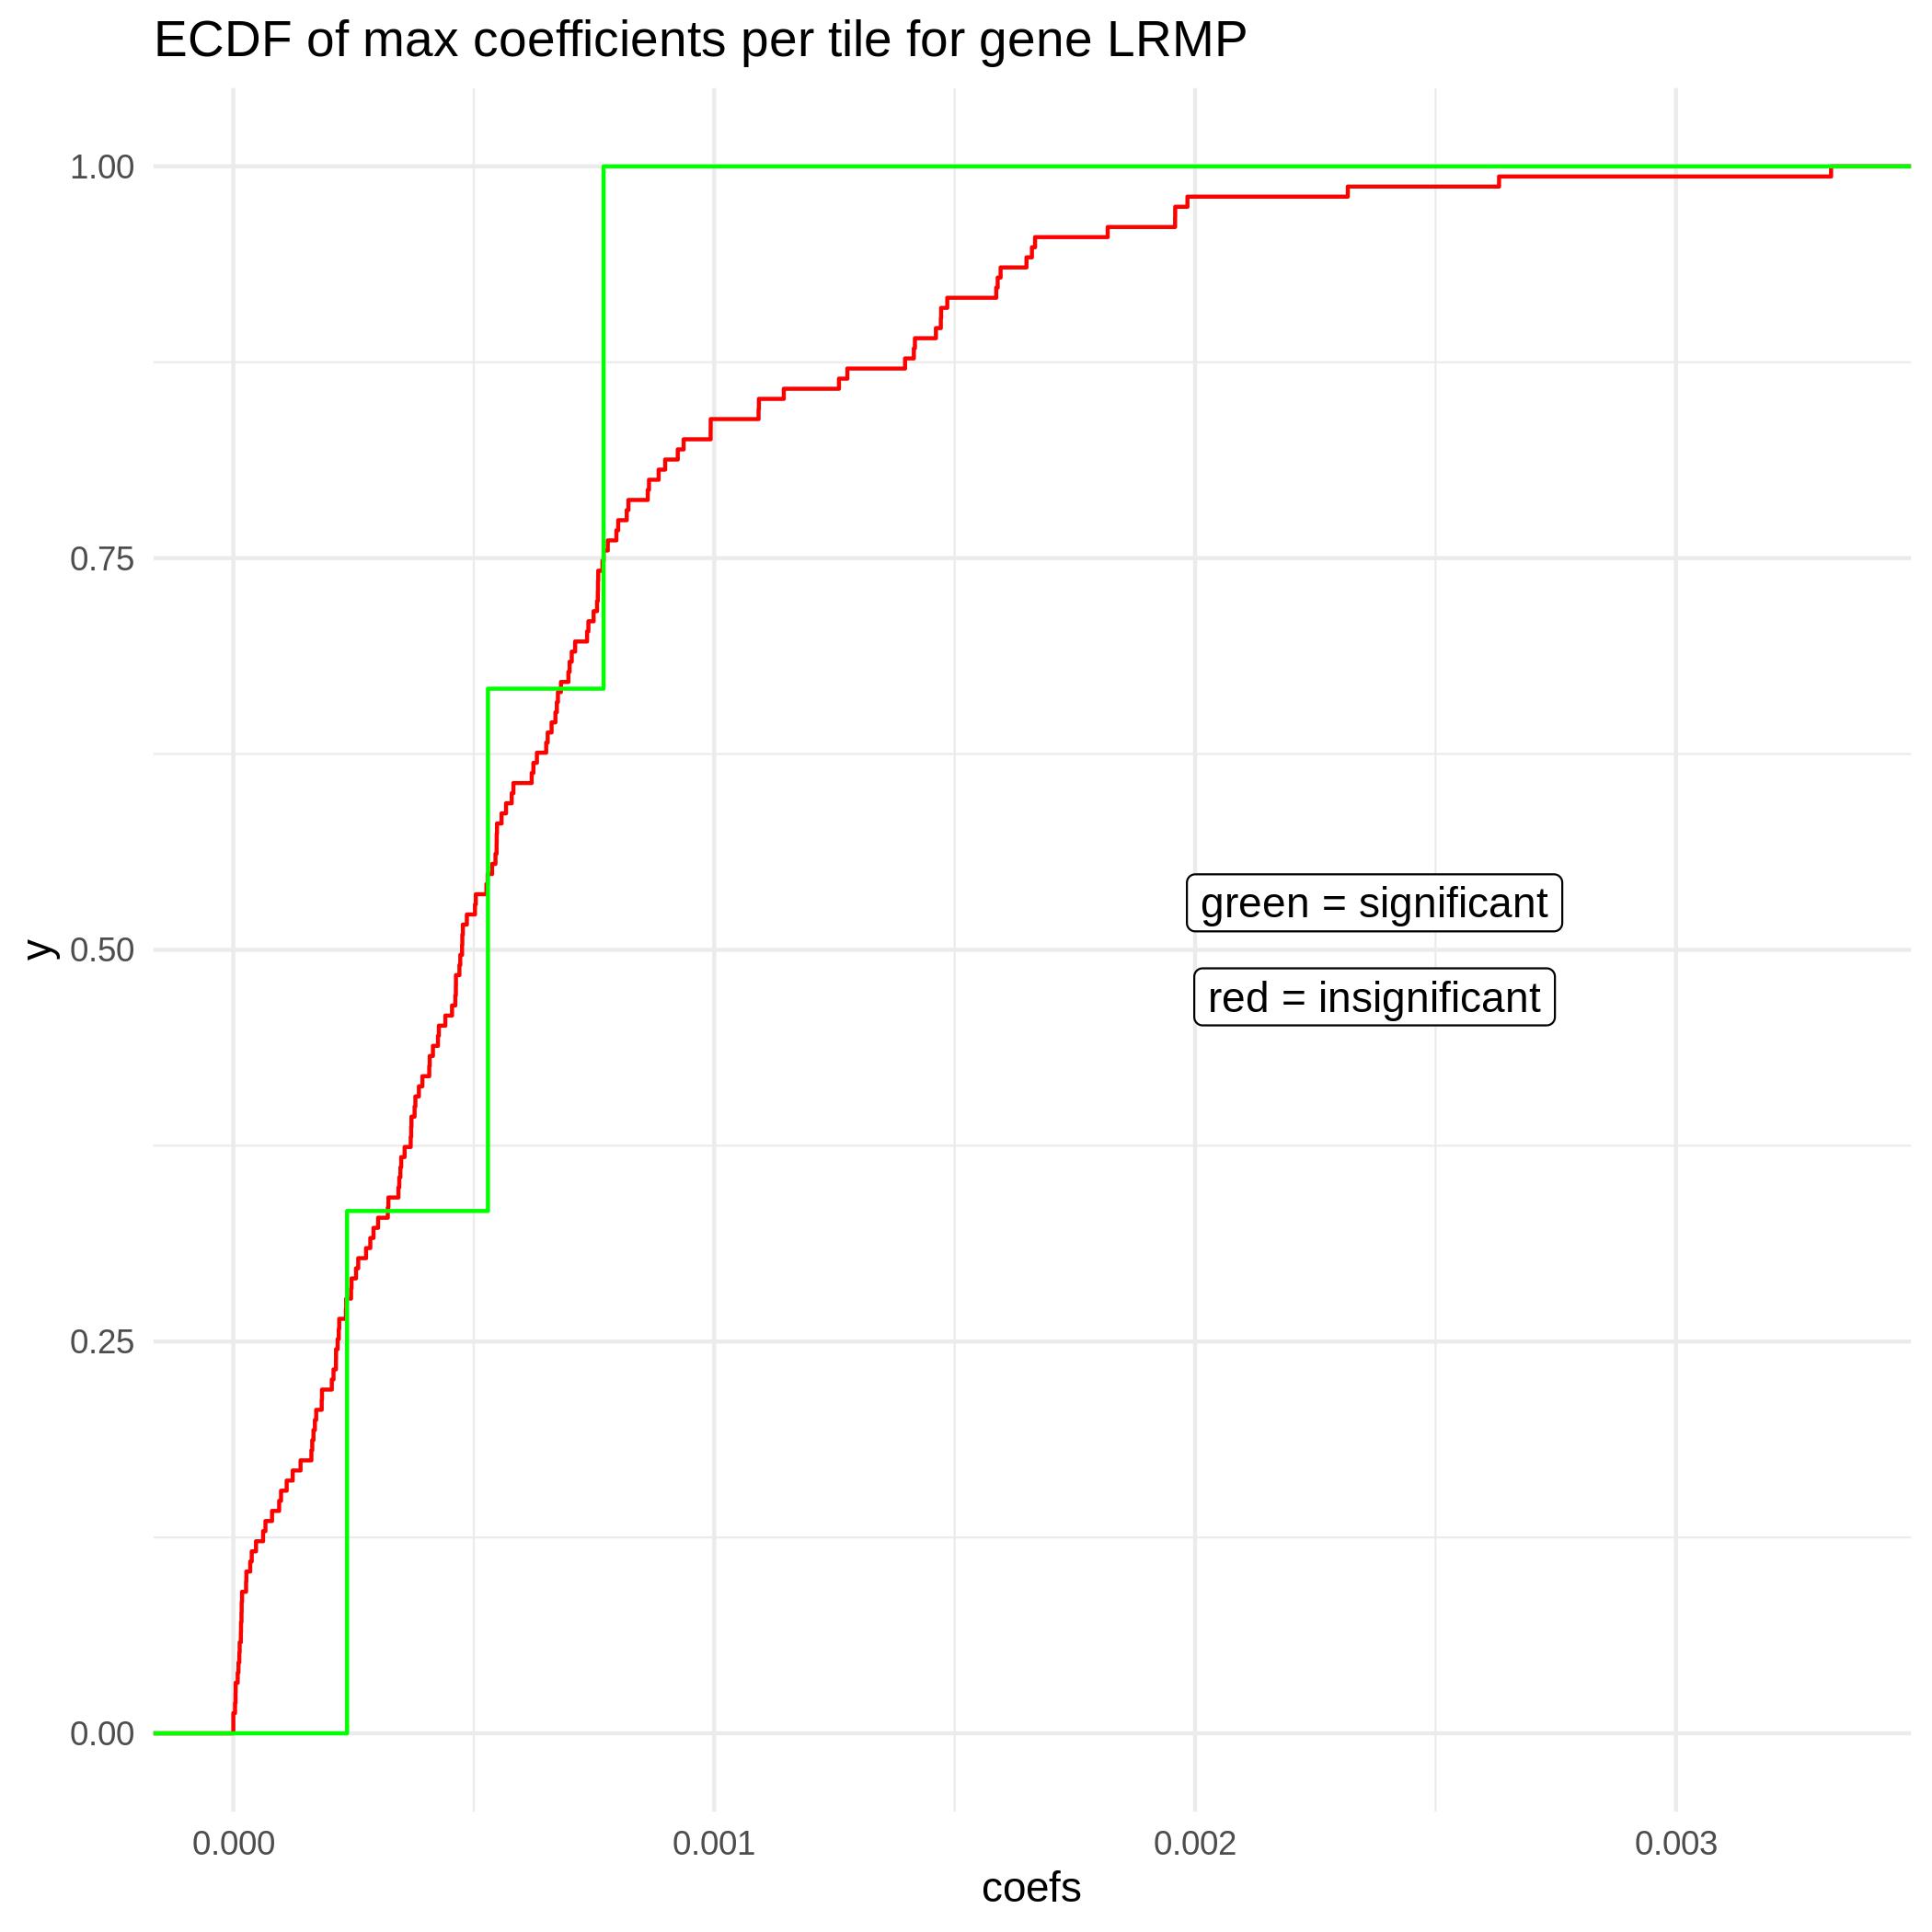 ECDF of max coefficients per tile for gene LRMP
1.00
0.75
0.50
0.25
0.00
y
green = significant
red = insignificant
0.000 0.001 0.002 0.003
coefs